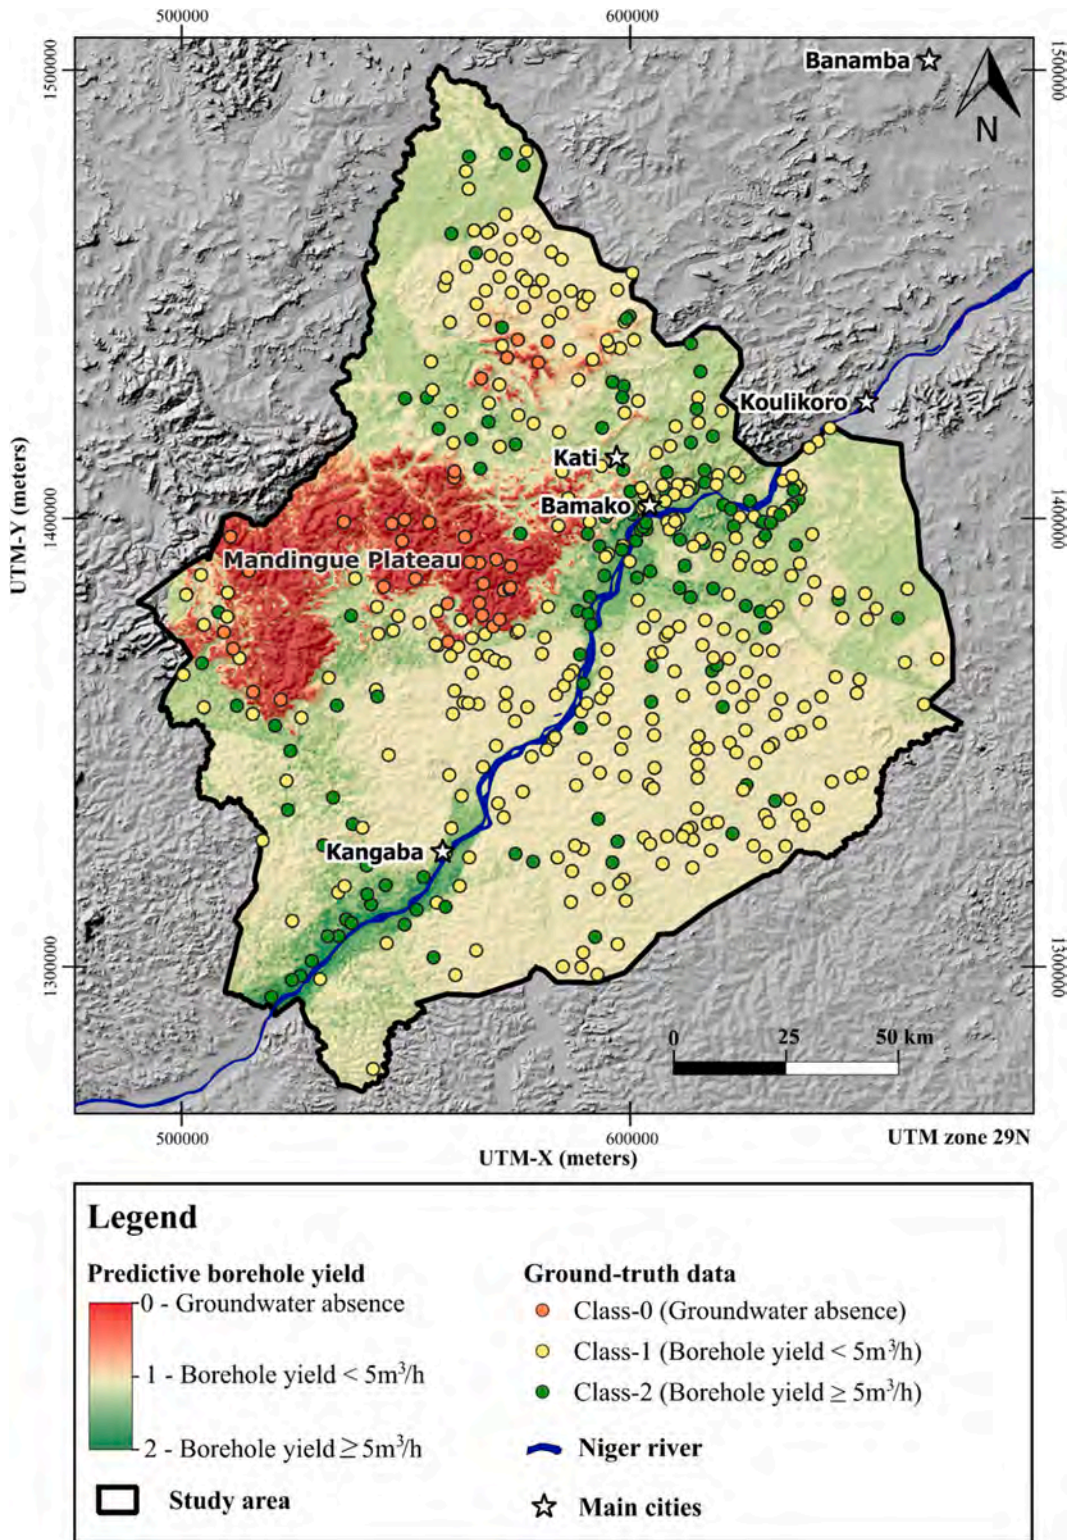 500000
600000
Banamba
1500000
1500000
N
Koulikoro
Kati
Bamako
1400000
1400000
Mandingue Plateau
UTM-Y (meters)
Kangaba
1300000
1300000
0 25 50 km
500000
600000
UTM zone 29N
UTM-X (meters)
Legend
Predictive borehole yield
0 - Groundwater absence
1 - Borehole yield < 5m³/h
2 - Borehole yield ≥ 5m³/h
Study area
Ground-truth data
Class-0 (Groundwater absence)
Class-1 (Borehole yield < 5m³/h)
Class-2 (Borehole yield ≥ 5m³/h)
Niger river
Main cities